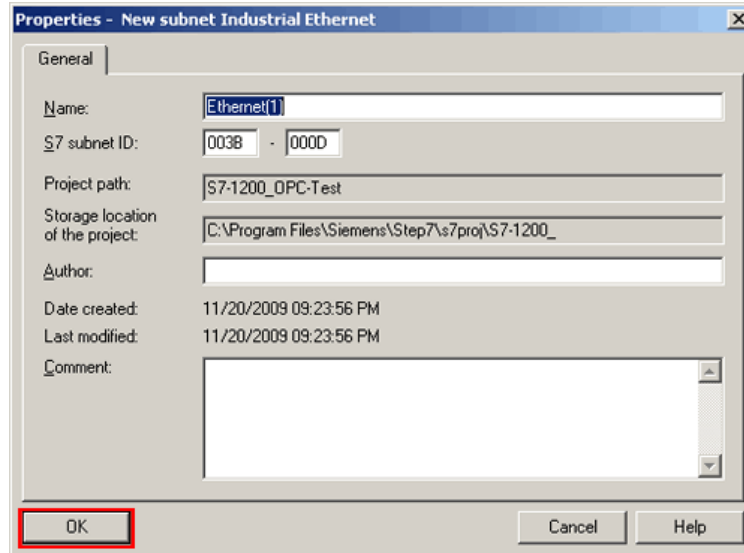 Properties - New subnet Industrial Ethernet
General
Name:
Ethernet(1)
S7 subnet ID:
003B - 000D
Project path:
S7-1200_OPC-Test
Storage location
of the project:
C:\Program Files\Siemens\Step7\s7proj\S7-1200_
Author:
Date created:
11/20/2009 09:23:56 PM
Last modified:
11/20/2009 09:23:56 PM
Comment:
OK
Cancel
Help